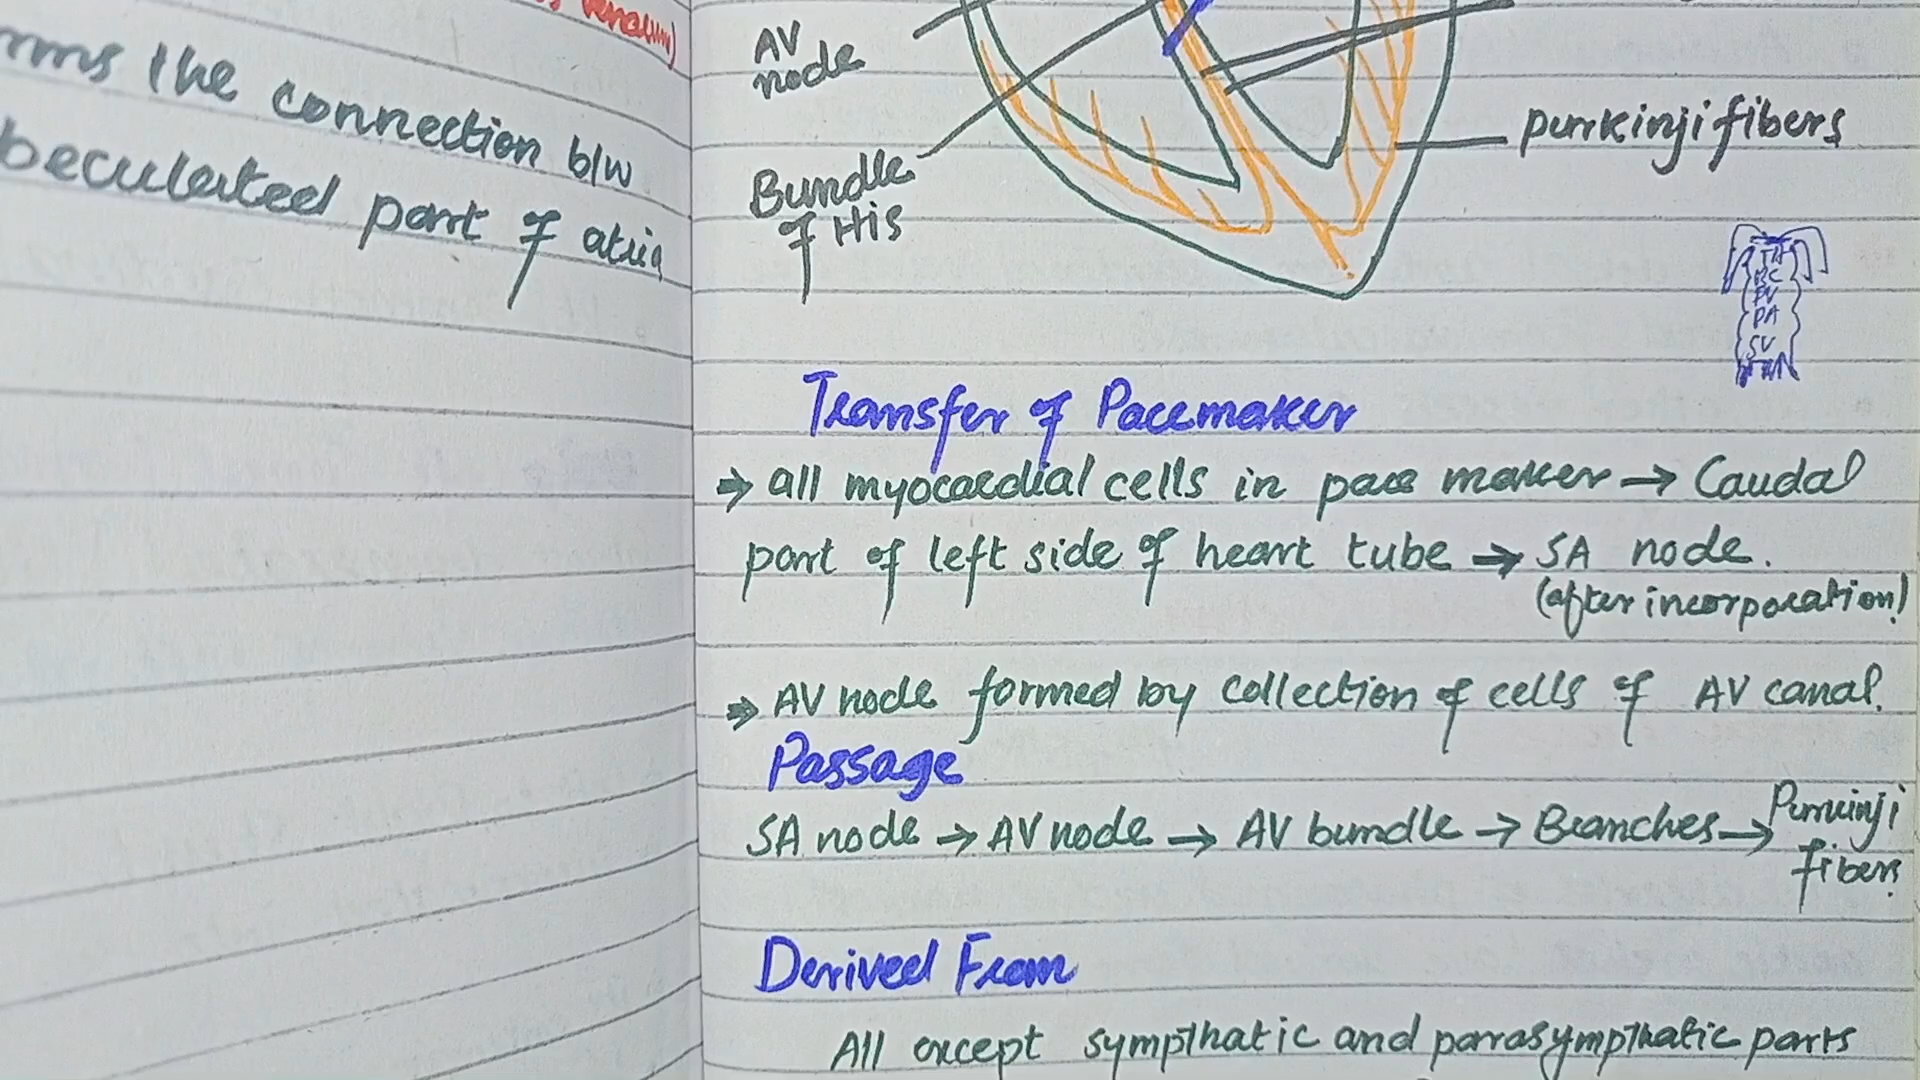 rms the connection b/w
beculated part of atria
AV
node
Bundle
of His
purkinji fibers
PA
SV
Transfer of Pacemaker
→ all myocardial cells in pace maker → Caudal
part of left side of heart tube → SA node.
(after incorporation)
⇒ AV node formed by collection of cells of AV canal.
Passage
SA node → AV node → AV bundle → Branches → Purkinji
fibers.
Derived From
All except sympthatic and parasympthatic parts